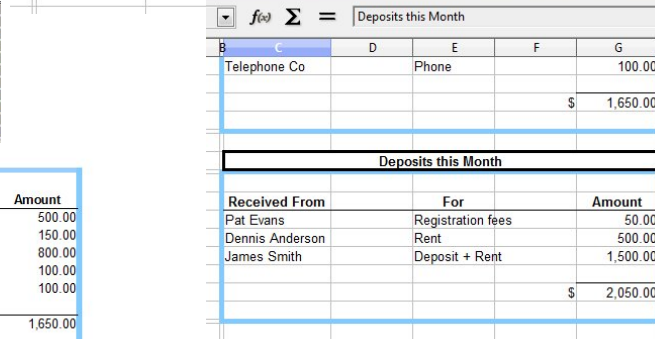 f(x) Σ = Deposits this Month
B C D E F G
Telephone Co Phone 100.00
$ 1,650.00
Deposits this Month
Received From For Amount
Pat Evans Registration fees 50.00
Dennis Anderson Rent 500.00
James Smith Deposit + Rent 1,500.00
$ 2,050.00
Amount
500.00
150.00
800.00
100.00
100.00
1,650.00